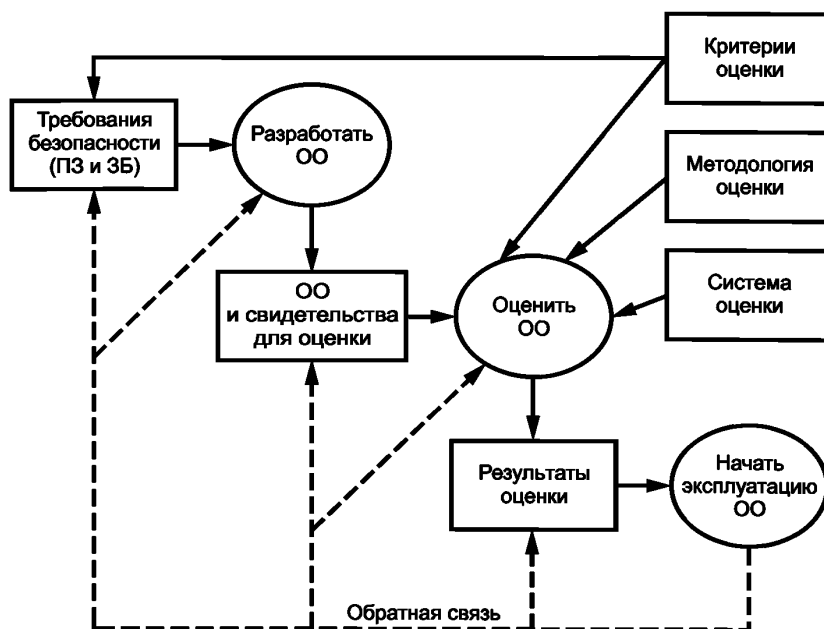 Критерии
оценки
Требования
безопасности
(ПЗ и ЗБ)
Разработать
ОО
Методология
оценки
ОО
и свидетельства
для оценки
Оценить
ОО
Система
оценки
Результаты
оценки
Начать
эксплуатацию
ОО
Обратная связь